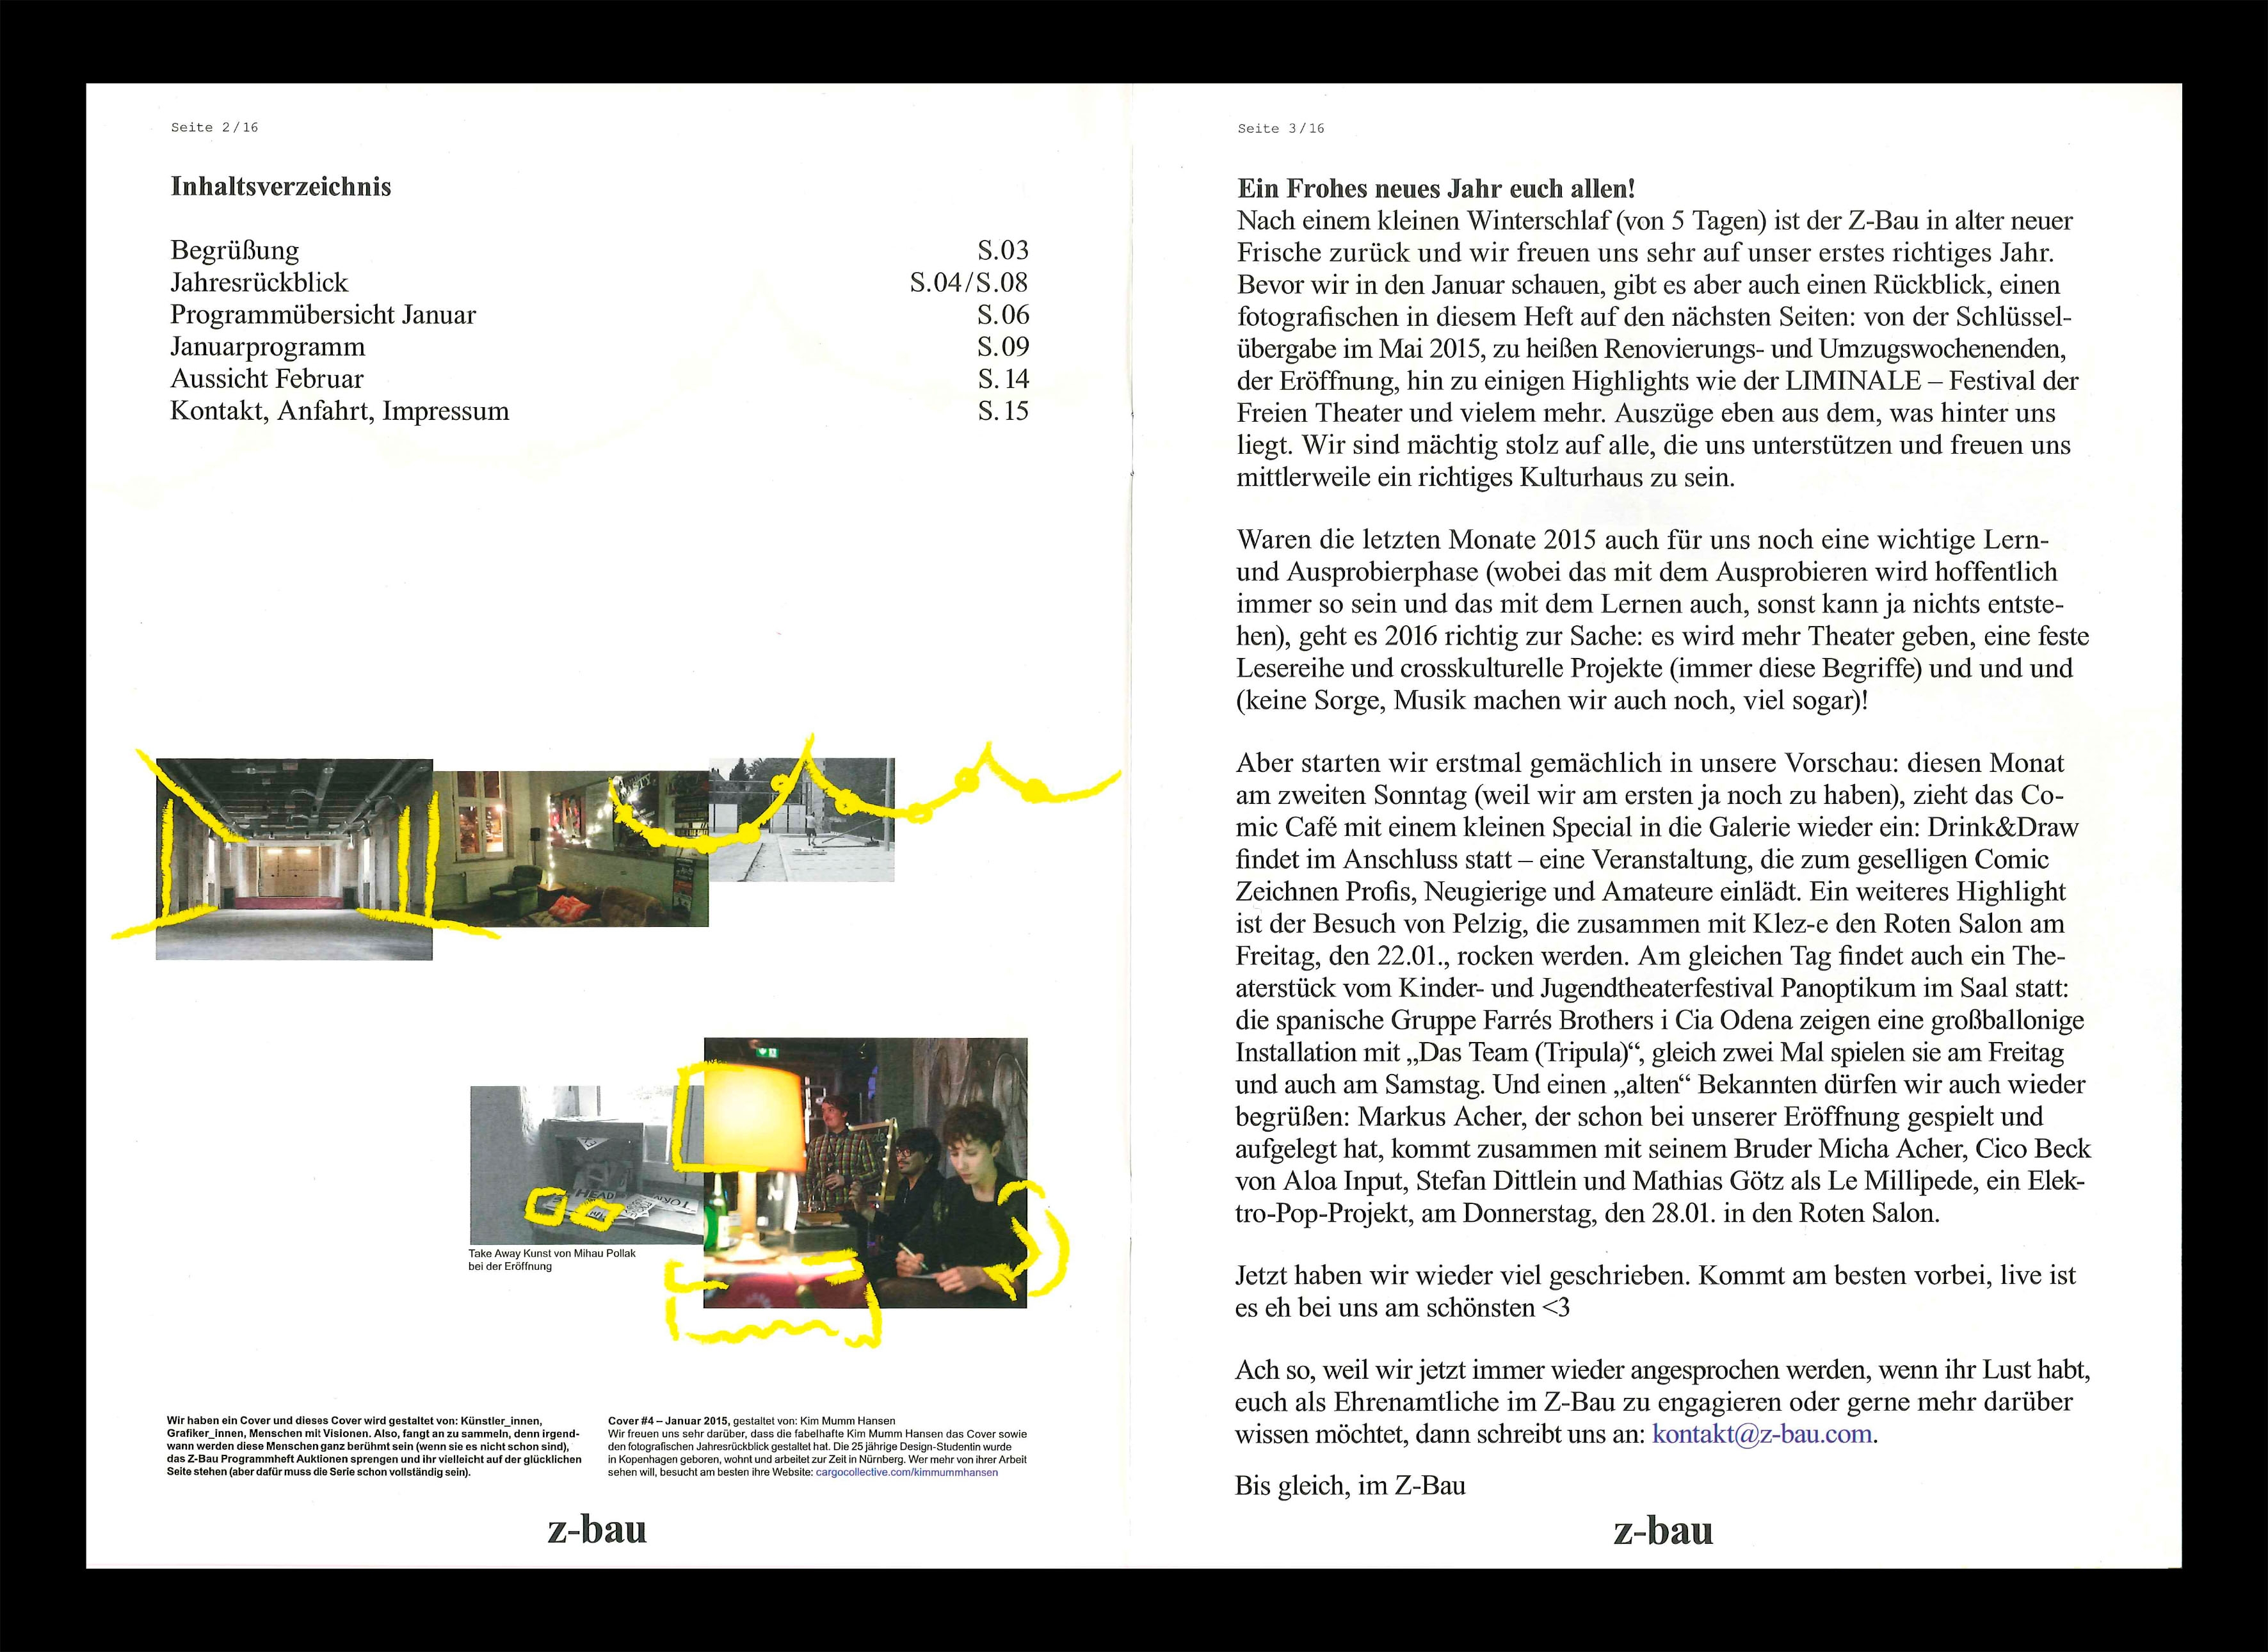 Seite 2/16
Inhaltsverzeichnis
Begrüßung S.03
Jahresrückblick S.04/S.08
Programmübersicht Januar S.06
Januarprogramm S.09
Aussicht Februar S.14
Kontakt, Anfahrt, Impressum S.15
HEAD
Take Away Kunst von Mihau Pollak
bei der Eröffnung
Wir haben ein Cover und dieses Cover wird gestaltet von: Künstler_innen,
Grafiker_innen, Menschen mit Visionen. Also, fangt an zu sammeln, denn irgend-
wann werden diese Menschen ganz berühmt sein (wenn sie es nicht schon sind),
das Z-Bau Programmheft Auktionen sprengen und ihr vielleicht auf der glücklichen
Seite stehen (aber dafür muss die Serie schon vollständig sein).
Cover #4 – Januar 2015, gestaltet von: Kim Mumm Hansen
Wir freuen uns sehr darüber, dass die fabelhafte Kim Mumm Hansen das Cover sowie
den fotografischen Jahresrückblick gestaltet hat. Die 25 jährige Design-Studentin wurde
in Kopenhagen geboren, wohnt und arbeitet zur Zeit in Nürnberg. Wer mehr von ihrer Arbeit
sehen will, besucht am besten ihre Website: cargocollective.com/kimmummhansen
z-bau
Seite 3/16
Ein Frohes neues Jahr euch allen!
Nach einem kleinen Winterschlaf (von 5 Tagen) ist der Z-Bau in alter neuer
Frische zurück und wir freuen uns sehr auf unser erstes richtiges Jahr.
Bevor wir in den Januar schauen, gibt es aber auch einen Rückblick, einen
fotografischen in diesem Heft auf den nächsten Seiten: von der Schlüssel-
übergabe im Mai 2015, zu heißen Renovierungs- und Umzugswochenenden,
der Eröffnung, hin zu einigen Highlights wie der LIMINALE – Festival der
Freien Theater und vielem mehr. Auszüge eben aus dem, was hinter uns
liegt. Wir sind mächtig stolz auf alle, die uns unterstützen und freuen uns
mittlerweile ein richtiges Kulturhaus zu sein.
Waren die letzten Monate 2015 auch für uns noch eine wichtige Lern-
und Ausprobierphase (wobei das mit dem Ausprobieren wird hoffentlich
immer so sein und das mit dem Lernen auch, sonst kann ja nichts entste-
hen), geht es 2016 richtig zur Sache: es wird mehr Theater geben, eine feste
Lesereihe und crosskulturelle Projekte (immer diese Begriffe) und und und
(keine Sorge, Musik machen wir auch noch, viel sogar)!
Aber starten wir erstmal gemächlich in unsere Vorschau: diesen Monat
am zweiten Sonntag (weil wir am ersten ja noch zu haben), zieht das Co-
mic Café mit einem kleinen Special in die Galerie wieder ein: Drink&Draw
findet im Anschluss statt – eine Veranstaltung, die zum geselligen Comic
Zeichnen Profis, Neugierige und Amateure einlädt. Ein weiteres Highlight
ist der Besuch von Pelzig, die zusammen mit Klez-e den Roten Salon am
Freitag, den 22.01., rocken werden. Am gleichen Tag findet auch ein The-
aterstück vom Kinder- und Jugendtheaterfestival Panoptikum im Saal statt:
die spanische Gruppe Farrés Brothers i Cia Odena zeigen eine großballonige
Installation mit „Das Team (Tripula)“, gleich zwei Mal spielen sie am Freitag
und auch am Samstag. Und einen „alten“ Bekannten dürfen wir auch wieder
begrüßen: Markus Acher, der schon bei unserer Eröffnung gespielt und
aufgelegt hat, kommt zusammen mit seinem Bruder Micha Acher, Cico Beck
von Aloa Input, Stefan Dittlein und Mathias Götz als Le Millipede, ein Elek-
tro-Pop-Projekt, am Donnerstag, den 28.01. in den Roten Salon.
Jetzt haben wir wieder viel geschrieben. Kommt am besten vorbei, live ist
es eh bei uns am schönsten <3
Ach so, weil wir jetzt immer wieder angesprochen werden, wenn ihr Lust habt,
euch als Ehrenamtliche im Z-Bau zu engagieren oder gerne mehr darüber
wissen möchtet, dann schreibt uns an: kontakt@z-bau.com.
Bis gleich, im Z-Bau
z-bau